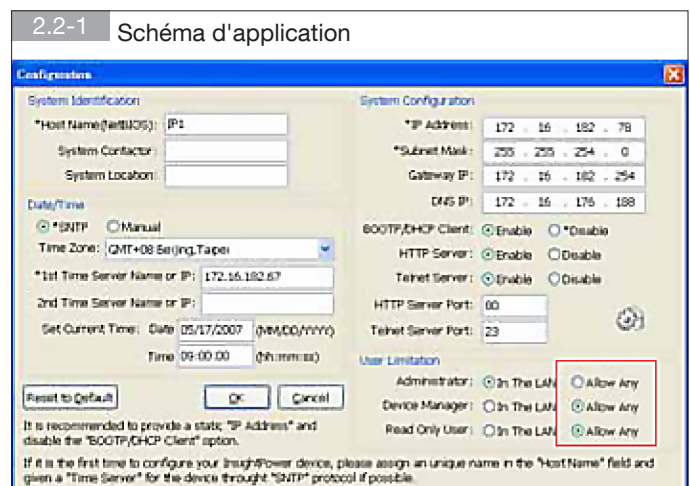 2.2-1 Schéma d'application
Configuration
System Identification
*Host Name(NetBIOS): IP1
System Contactor:
System Location:
Date/Time
*SNTP Manual
Time Zone: GMT+08 Beijing,Taipei
*1st Time Server Name or IP: 172.16.182.67
2nd Time Server Name or IP:
Set Current Time: Date 05/17/2007 (MM/DD/YYYY)
Time 09:00:00 (hh:mm:ss)
Reset to Default OK Cancel
It is recommended to provide a static "IP Address" and
disable the "BOOTP/DHCP Client" option.
System Configuration
*IP Address: 172 . 16 . 182 . 78
*Subnet Mask: 255 . 255 . 254 . 0
Gateway IP: 172 . 16 . 182 . 254
DNS IP: 172 . 16 . 176 . 188
BOOTP/DHCP Client: Enable *Disable
HTTP Server: Enable Disable
Telnet Server: Enable Disable
HTTP Server Port:
Telnet Server Port: 23
User Limitation
Administrator: In The LAN Allow Any
Device Manager: In The LAN Allow Any
Read Only User: In The LAN Allow Any
If it is the first time to configure your InsightPower device, please assign an unique name in the "Host Name" field and
given a "Time Server" for the device throught "SNTP" protocol if possible.